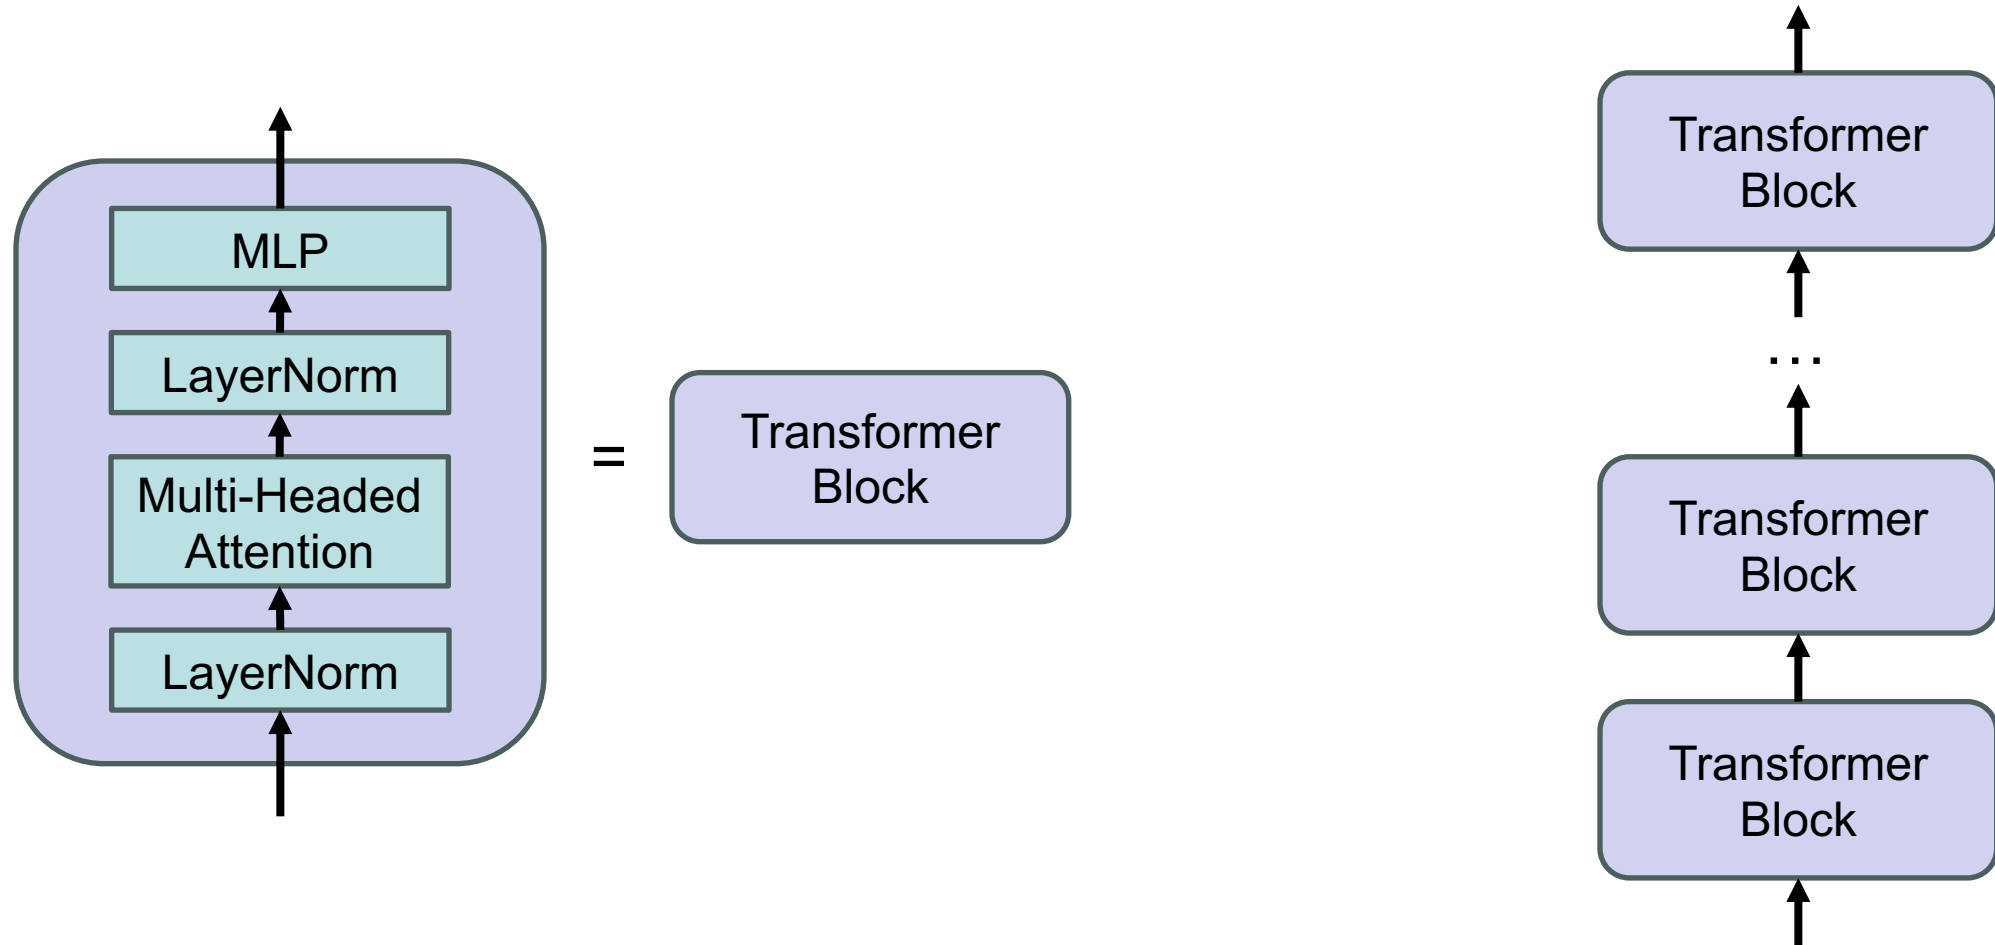 MLP
LayerNorm
Multi-Headed
Attention
LayerNorm
=
Transformer
Block
Transformer
Block
...
Transformer
Block
Transformer
Block